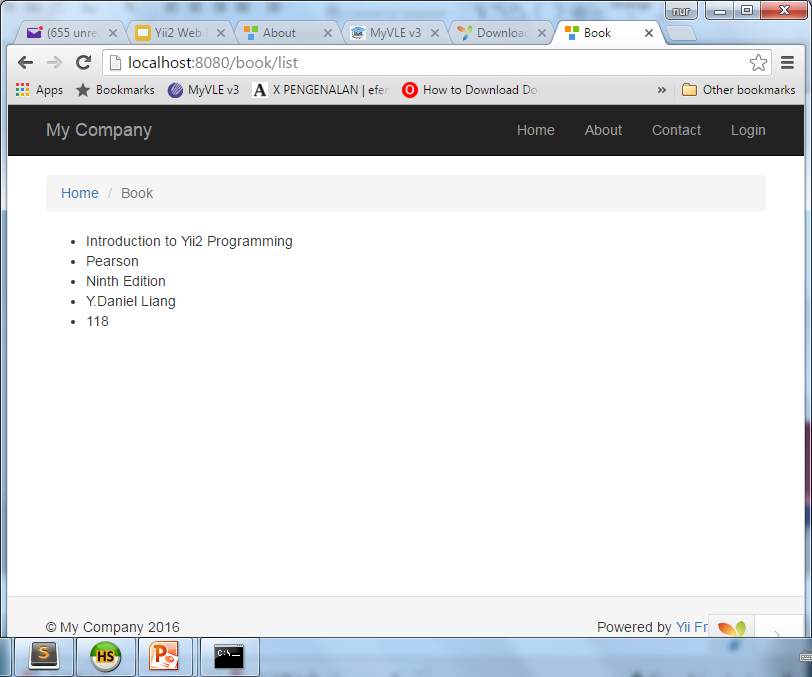 nur
(655 unre
Yii2 Web
About
MyVLE v3
Download
Book
localhost:8080/book/list
Apps
Bookmarks
MyVLE v3
A X PENGENALAN | efer
How to Download Do
»
Other bookmarks
My Company
Home
About
Contact
Login
Home / Book
Introduction to Yii2 Programming
Pearson
Ninth Edition
Y.Daniel Liang
118
© My Company 2016
Powered by Yii Fr
S
HS
P
C:\